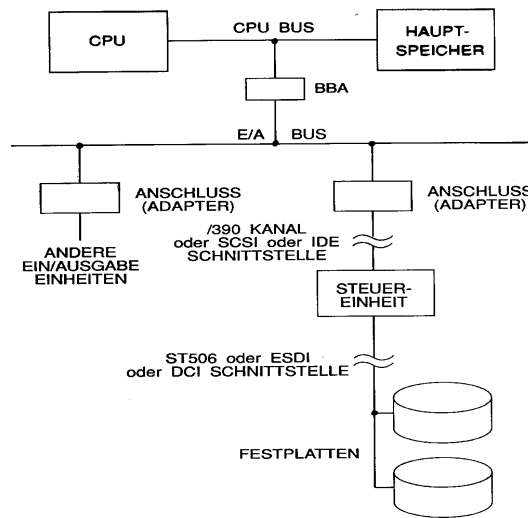 CPU
CPU BUS
HAUPT-
SPEICHER
BBA
E/A BUS
ANSCHLUSS
(ADAPTER)
ANSCHLUSS
(ADAPTER)
ANDERE
EIN/AUSGABE
EINHEITEN
/390 KANAL
oder SCSI oder IDE
SCHNITTSTELLE
STEUER-
EINHEIT
ST506 oder ESDI
oder DCI SCHNITTSTELLE
FESTPLATTEN